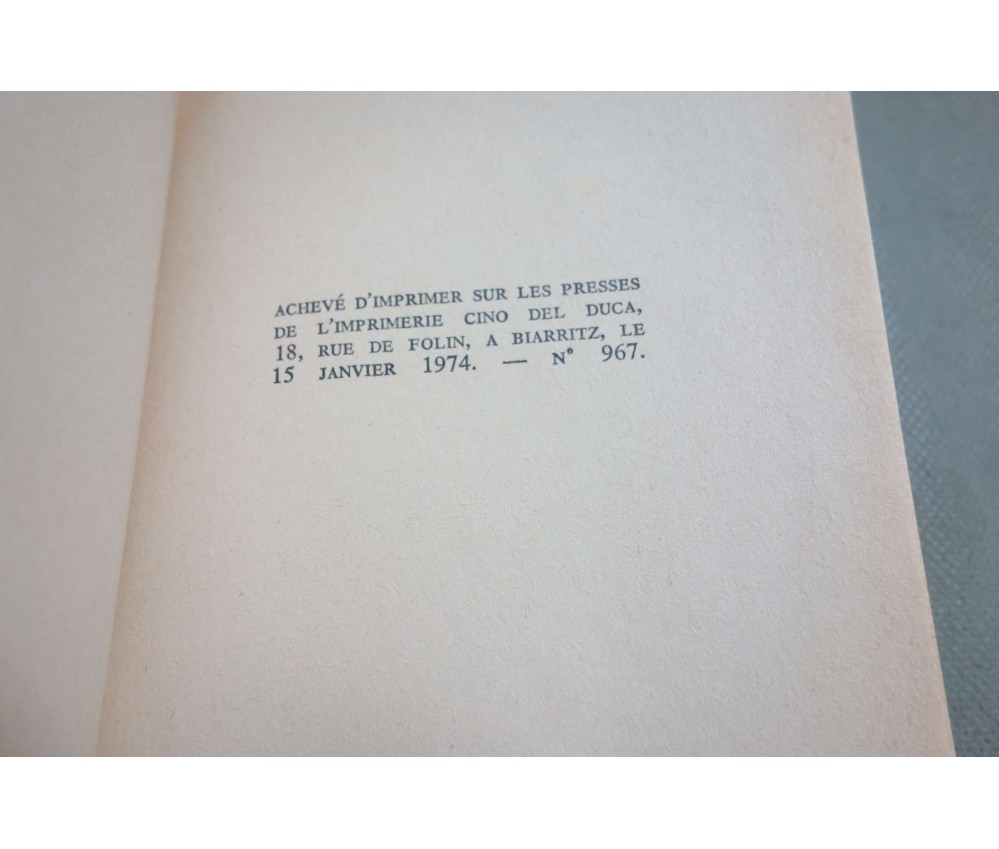 ACHEVÉ D'IMPRIMER SUR LES PRESSES
DE L'IMPRIMERIE CINO DEL DUCA,
18, RUE DE FOLIN, A BIARRITZ, LE
15 JANVIER 1974. — N° 967.